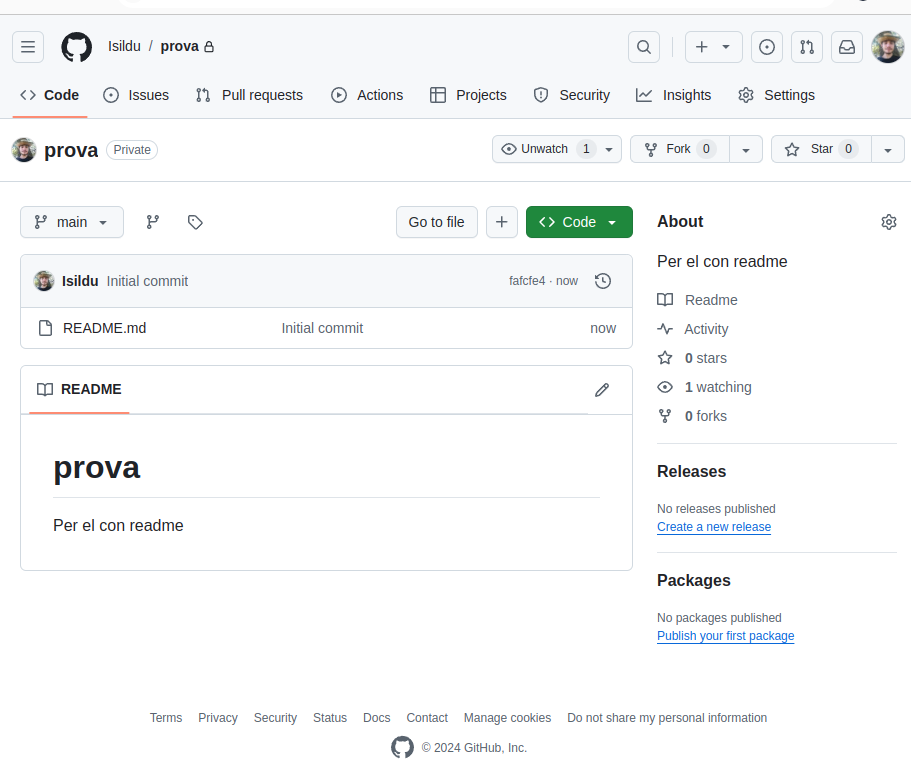 Isildu / prova
Code Issues Pull requests Actions Projects Security Insights Settings
prova Private Unwatch 1 Fork 0 Star 0
main Go to file Code
Isildu Initial commit fafcfe4 · now
README.md Initial commit now
README
prova
Per el con readme
About
Per el con readme
Readme
Activity
0 stars
1 watching
0 forks
Releases
No releases published
Create a new release
Packages
No packages published
Publish your first package
Terms Privacy Security Status Docs Contact Manage cookies Do not share my personal information
© 2024 GitHub, Inc.